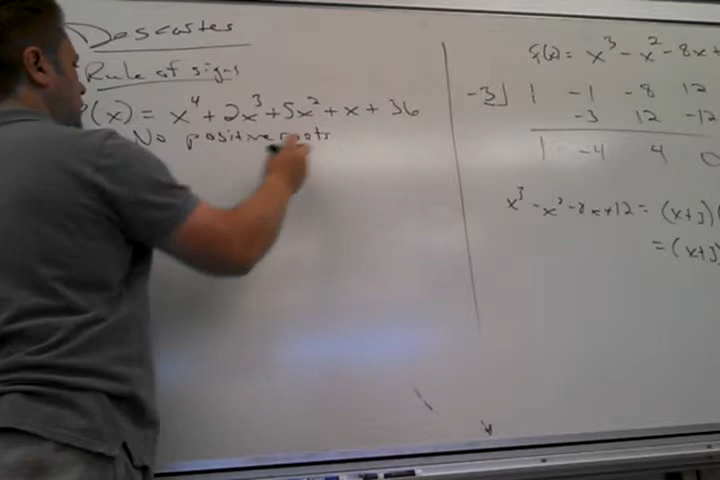 Descartes
Rule of signs
(x) = x⁴ + 2x³ + 5x² + x + 36
No positive roots
f(x) = x³ - x² - 8x +
-3⌋ 1 -1 -8 12
-3 12 -12
1 -4 4 0
x³ - x² - 8x + 12 = (x+3)(
= (x+3)